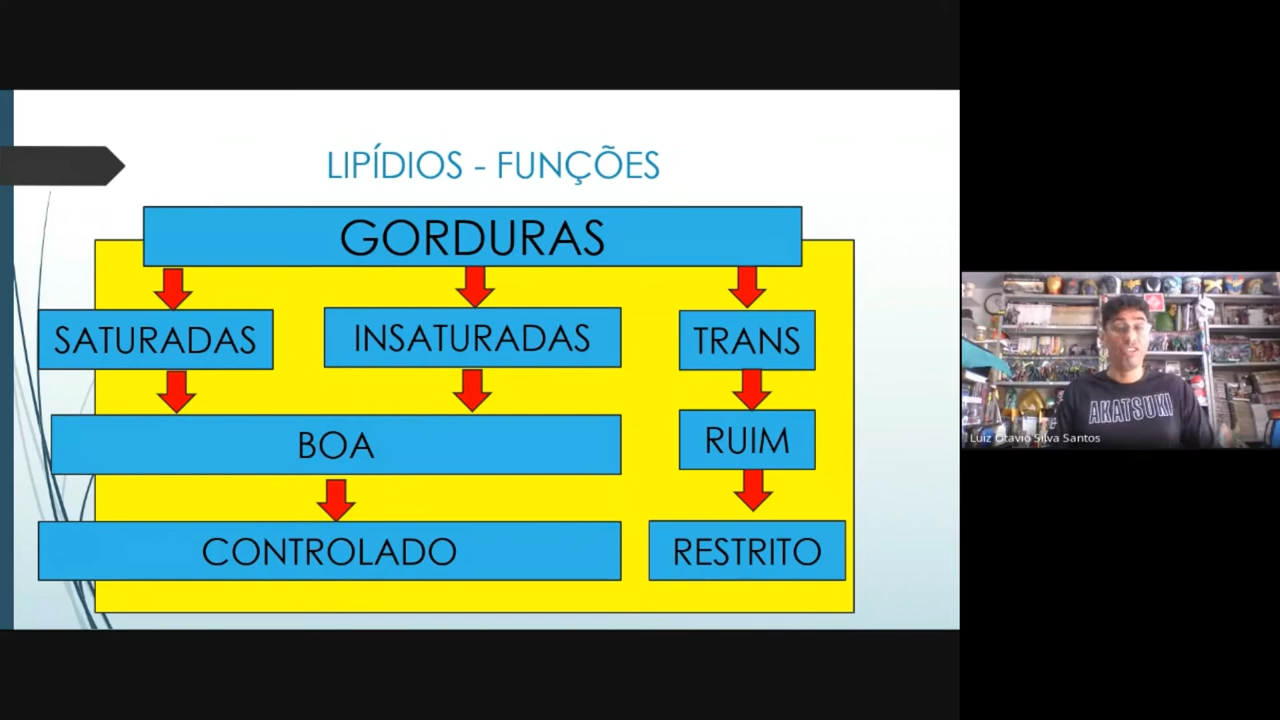 LIPÍDIOS - FUNÇÕES
GORDURAS
SATURADAS
INSATURADAS
TRANS
BOA
RUIM
CONTROLADO
RESTRITO
AKATSUKI
Luiz Otavio Silva Santos